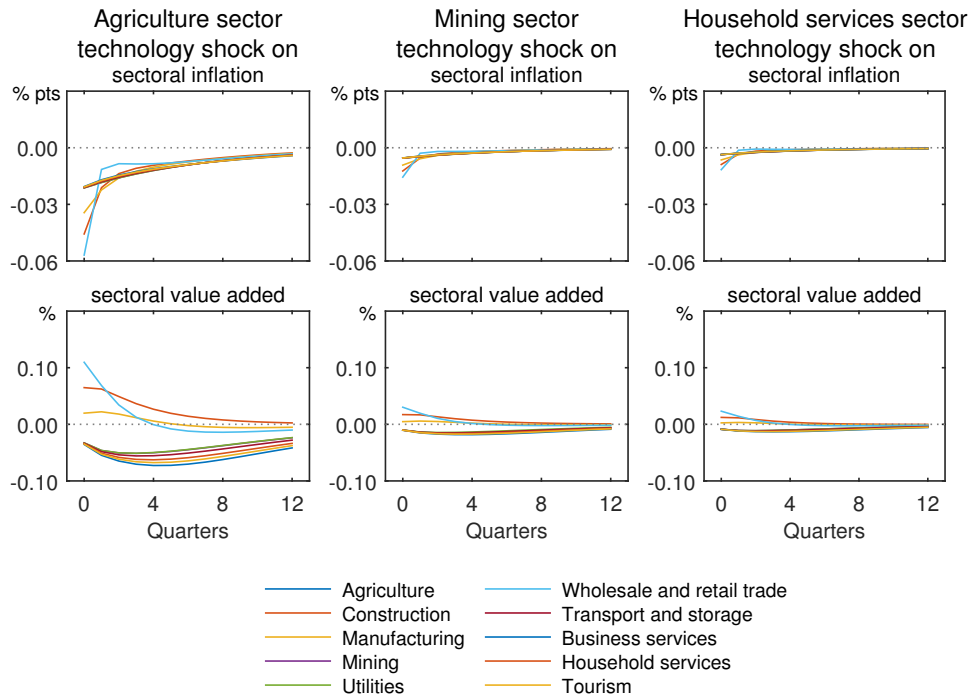 Agriculture sector
technology shock on
sectoral inflation
% pts
0.00
-0.03
-0.06
Mining sector
technology shock on
sectoral inflation
% pts
0.00
-0.03
-0.06
Household services sector
technology shock on
sectoral inflation
% pts
0.00
-0.03
-0.06
sectoral value added
%
0.10
0.00
-0.10
0 4 8 12
Quarters
sectoral value added
%
0.10
0.00
-0.10
0 4 8 12
Quarters
sectoral value added
%
0.10
0.00
-0.10
0 4 8 12
Quarters
Agriculture
Construction
Manufacturing
Mining
Utilities
Wholesale and retail trade
Transport and storage
Business services
Household services
Tourism